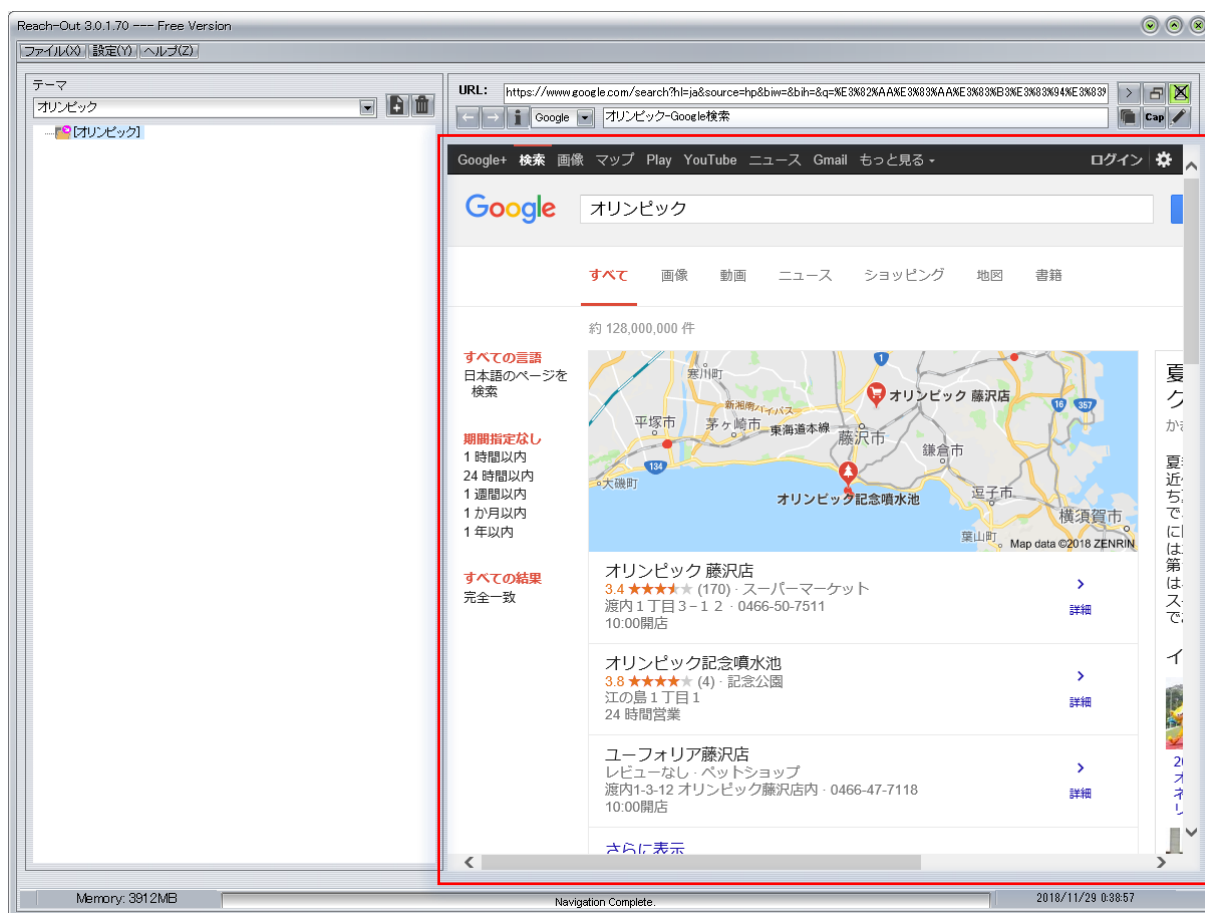 Reach-Out 3.0.1.70 --- Free Version
ファイル(X) 設定(Y) ヘルプ(Z)
テーマ
オリンピック
[オリンピック]
URL: https://www.google.com/search?hl=ja&source=hp&biw=&bih=&q=%E3%82%AA%E3%83%AA%E3%83%B3%E3%83%94%E3%83%
Google オリンピック-Google検索 Cap
Google+ 検索 画像 マップ Play YouTube ニュース Gmail もっと見る ログイン
Google オリンピック
すべて 画像 動画 ニュース ショッピング 地図 書籍
約 128,000,000 件
すべての言語
日本語のページを
検索
期間指定なし
1 時間以内
24 時間以内
1 週間以内
1 か月以内
1 年以内
すべての結果
完全一致
1
寒川町
オリンピック 藤沢店
新湘南バイパス
16 357
平塚市
茅ヶ崎市
東海道本線
藤沢市
鎌倉市
134
大磯町
オリンピック記念噴水池
逗子市
横須賀市
葉山町
Map data ©2018 ZENRIN
オリンピック 藤沢店
3.4 ★★★★★ (170) · スーパーマーケット
渡内１丁目３−１２ · 0466-50-7511
10:00開店
詳細
オリンピック記念噴水池
3.8 ★★★★★ (4) · 記念公園
江の島１丁目１
24 時間営業
詳細
ユーフォリア藤沢店
レビューなし · ペットショップ
渡内1-3-12 オリンピック藤沢店内 · 0466-47-7118
10:00開店
詳細
さらに表示
夏
ク
Memory: 3912MB
Navigation Complete.
2018/11/29 0:38:57